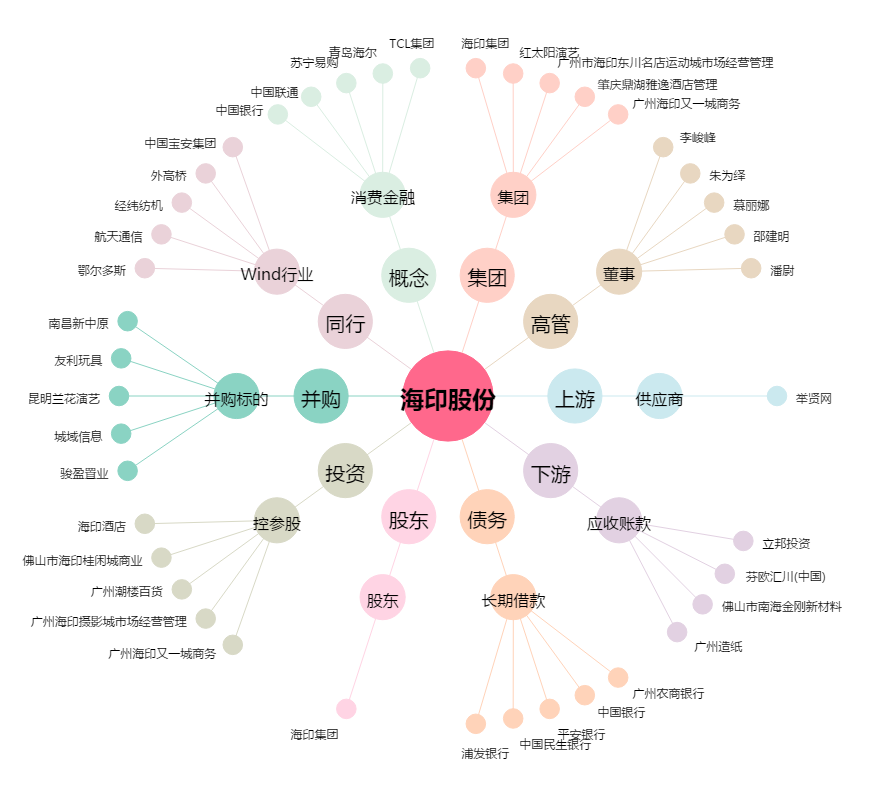 TCL集团
海印集团
青岛海尔
红太阳演艺
苏宁易购
广州市海印东川名店运动城市场经营管理
中国联通
肇庆鼎湖雅逸酒店管理
中国银行
广州海印又一城商务
中国宝安集团
李峻峰
外高桥
朱为绎
消费金融
集团
经纬纺机
慕丽娜
航天通信
邵建明
鄂尔多斯
Wind行业
概念
集团
董事
潘尉
南昌新中原
同行
高管
友利玩具
昆明兰花演艺
并购标的
并购
海印股份
上游
供应商
举贤网
城域信息
骏盈置业
投资
下游
海印酒店
控参股
股东
债务
应收账款
立邦投资
佛山市海印桂闲城商业
芬欧汇川(中国)
广州潮楼百货
股东
长期借款
佛山市南海金刚新材料
广州海印摄影城市场经营管理
广州造纸
广州海印又一城商务
广州农商银行
中国银行
海印集团
平安银行
中国民生银行
浦发银行